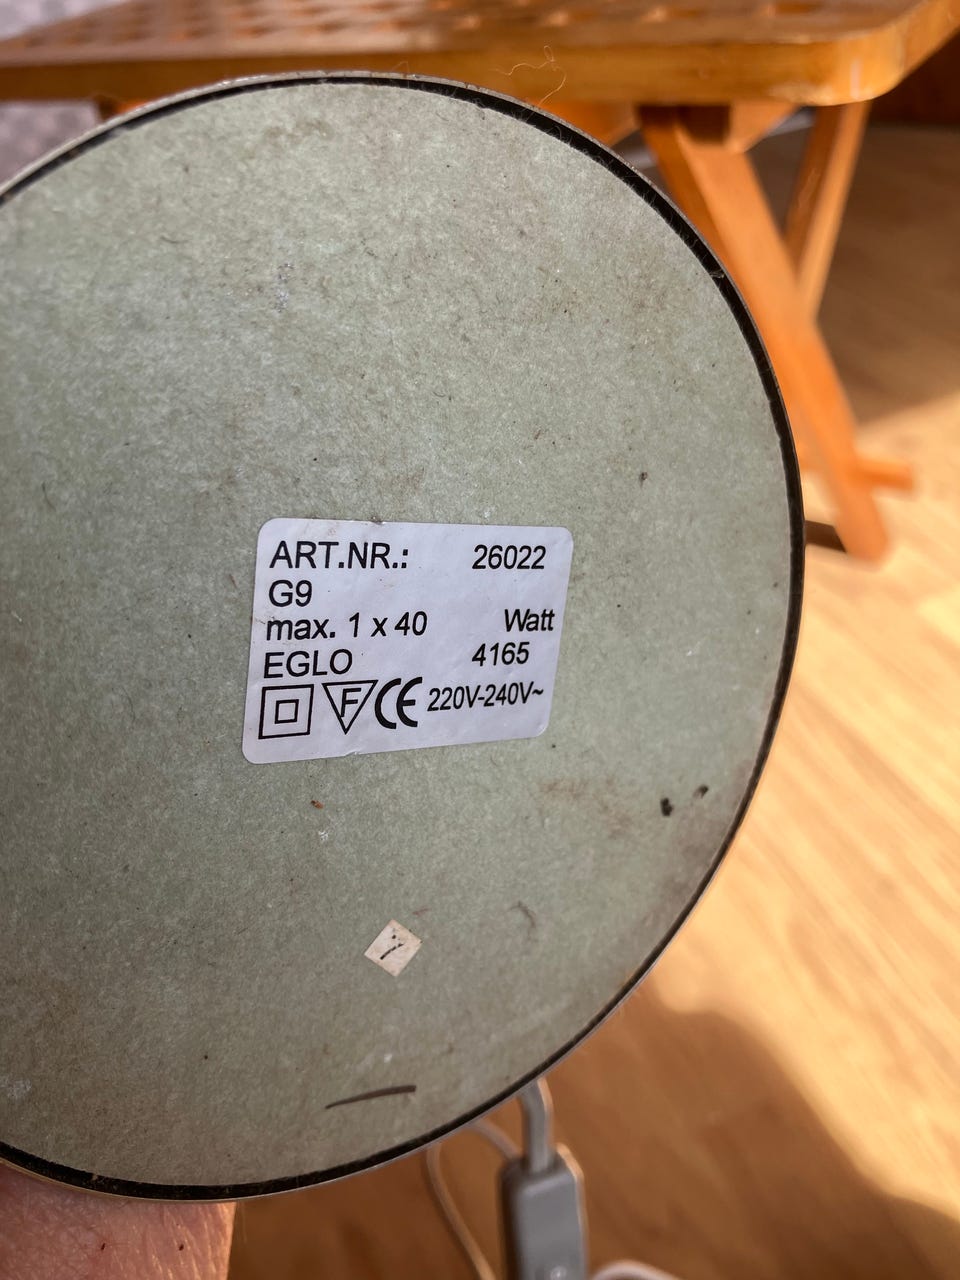 ART.NR.: 26022
G9
max. 1 x 40 Watt
EGLO 4165
F CE 220V-240V~